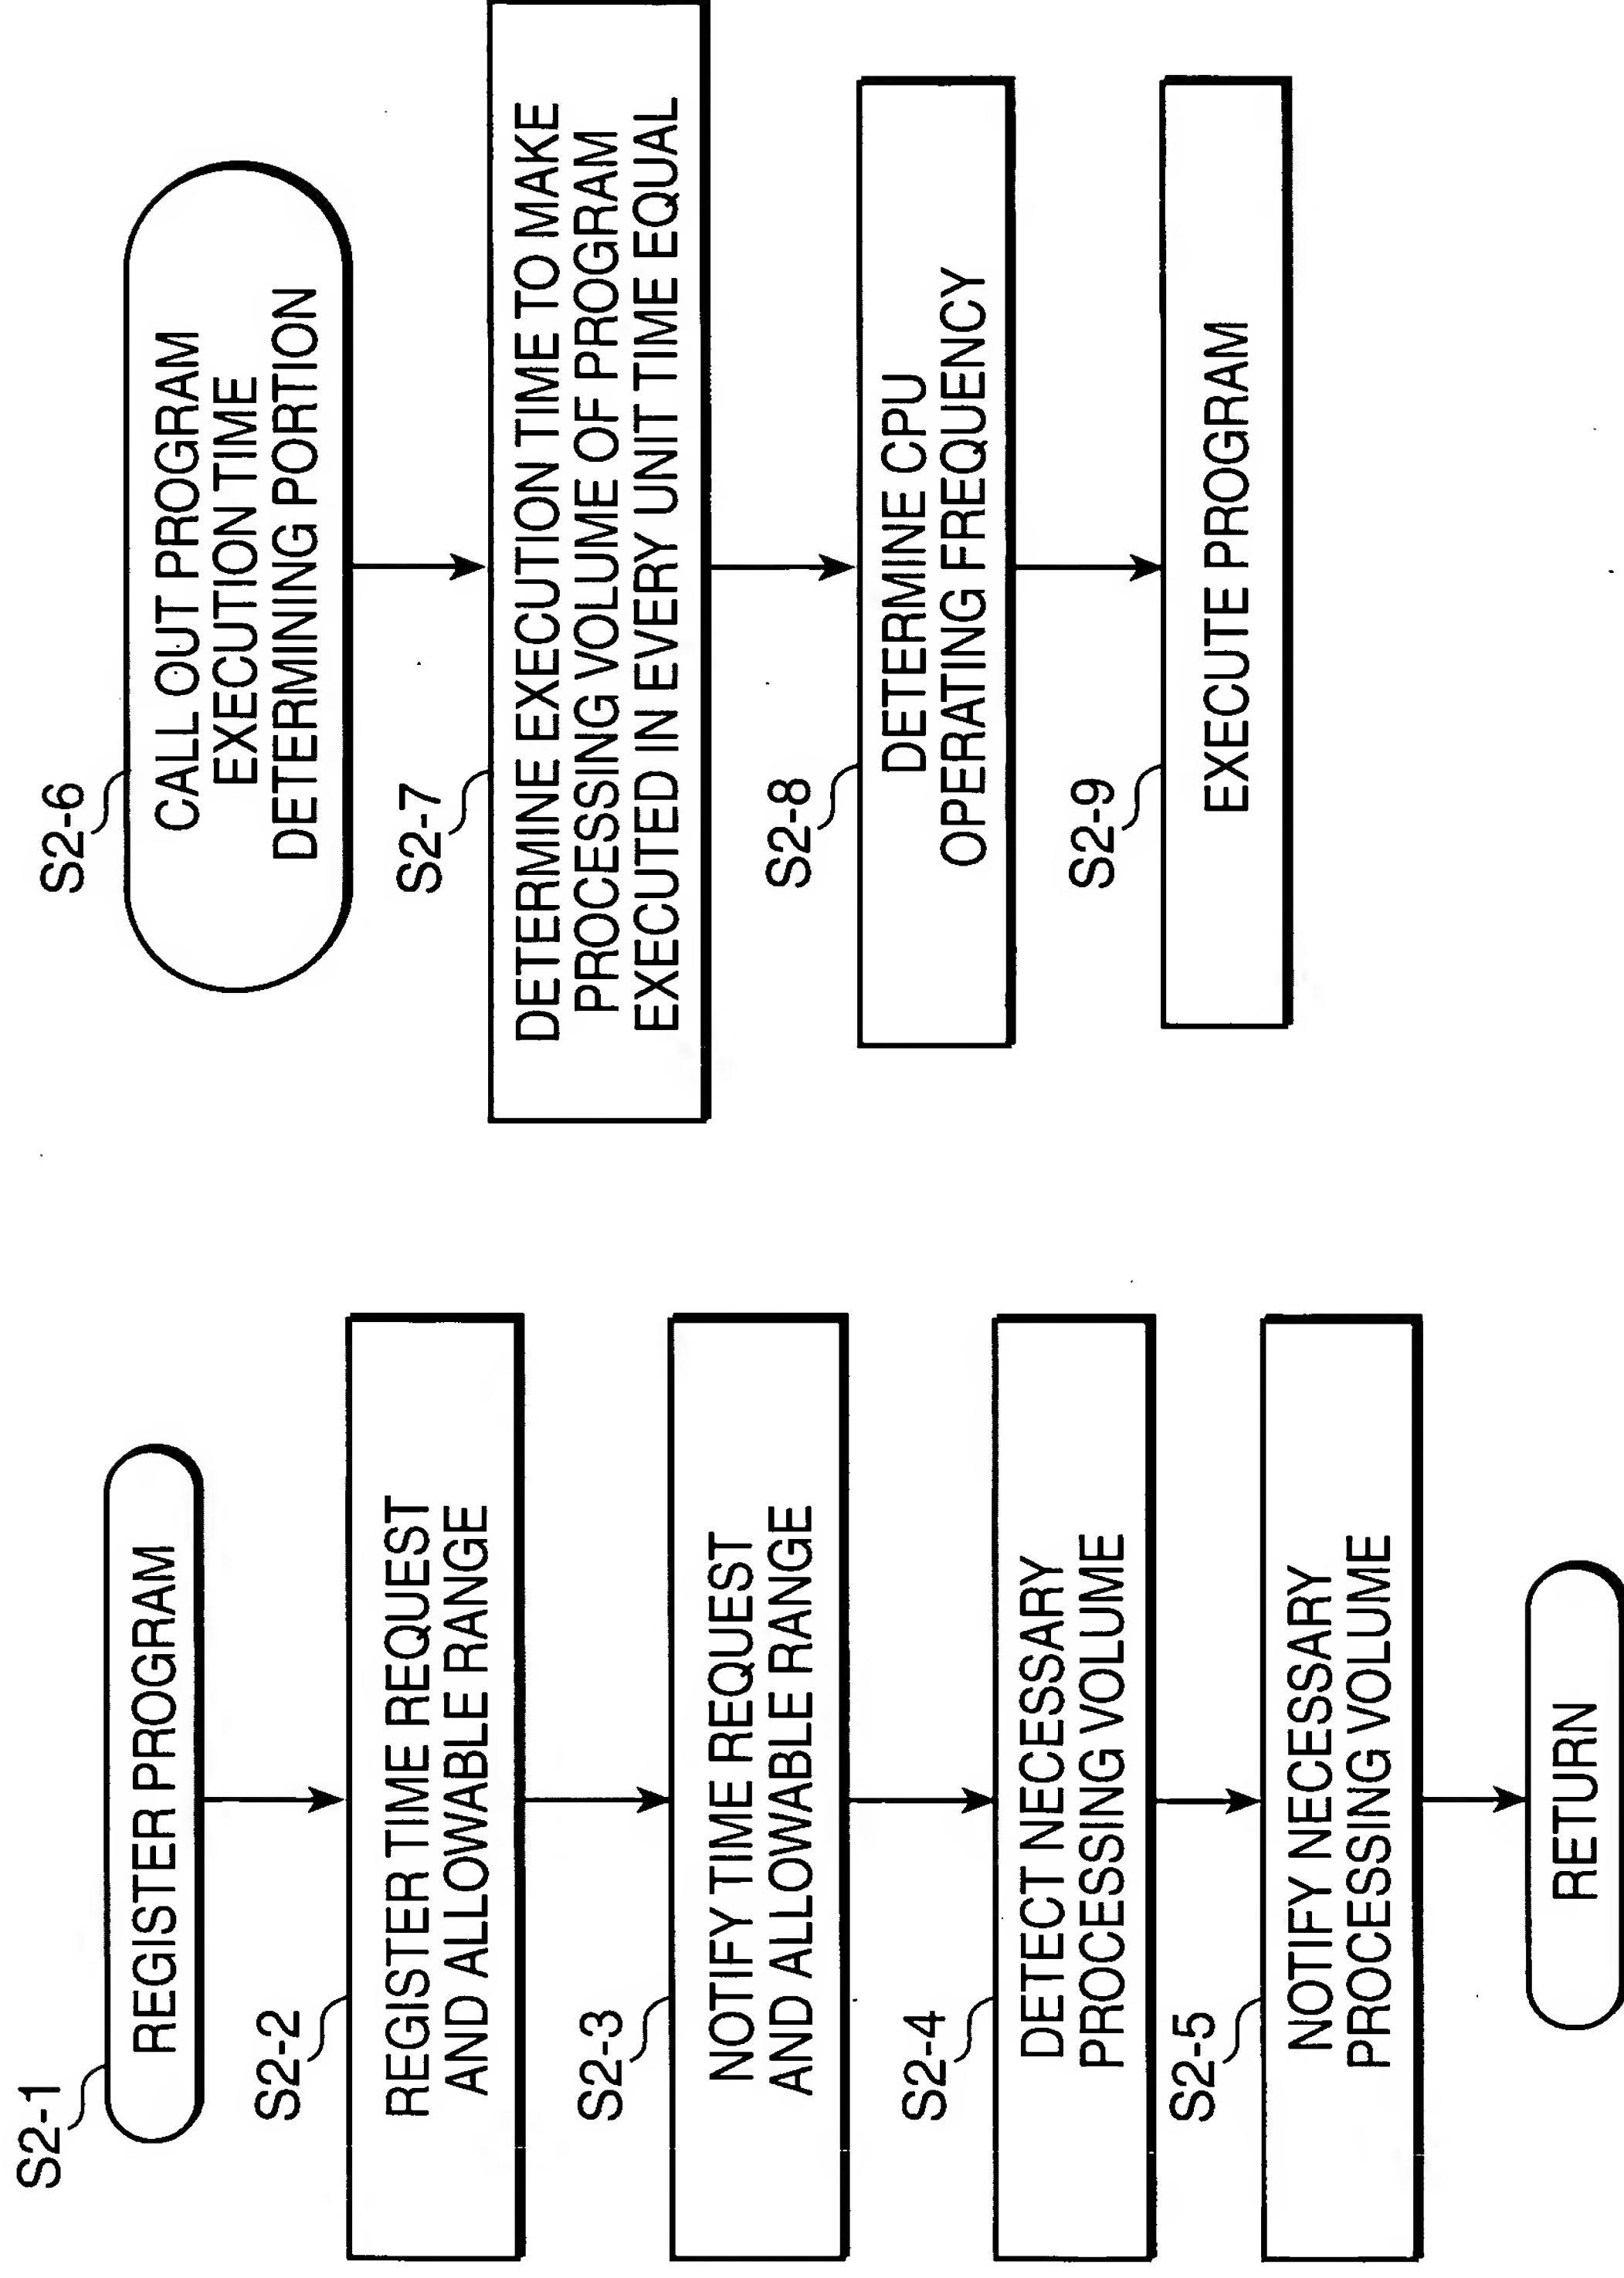 S2-1
REGISTER PROGRAM
S2-2
REGISTER TIME REQUEST
AND ALLOWABLE RANGE
S2-3
NOTIFY TIME REQUEST
AND ALLOWABLE RANGE
S2-4
DETECT NECESSARY
PROCESSING VOLUME
S2-5
NOTIFY NECESSARY
PROCESSING VOLUME
RETURN
S2-6
CALL OUT PROGRAM
EXECUTION TIME
DETERMINING PORTION
S2-7
DETERMINE EXECUTION TIME TO MAKE
PROCESSING VOLUME OF PROGRAM
EXECUTED IN EVERY UNIT TIME EQUAL
S2-8
DETERMINE CPU
OPERATING FREQUENCY
S2-9
EXECUTE PROGRAM